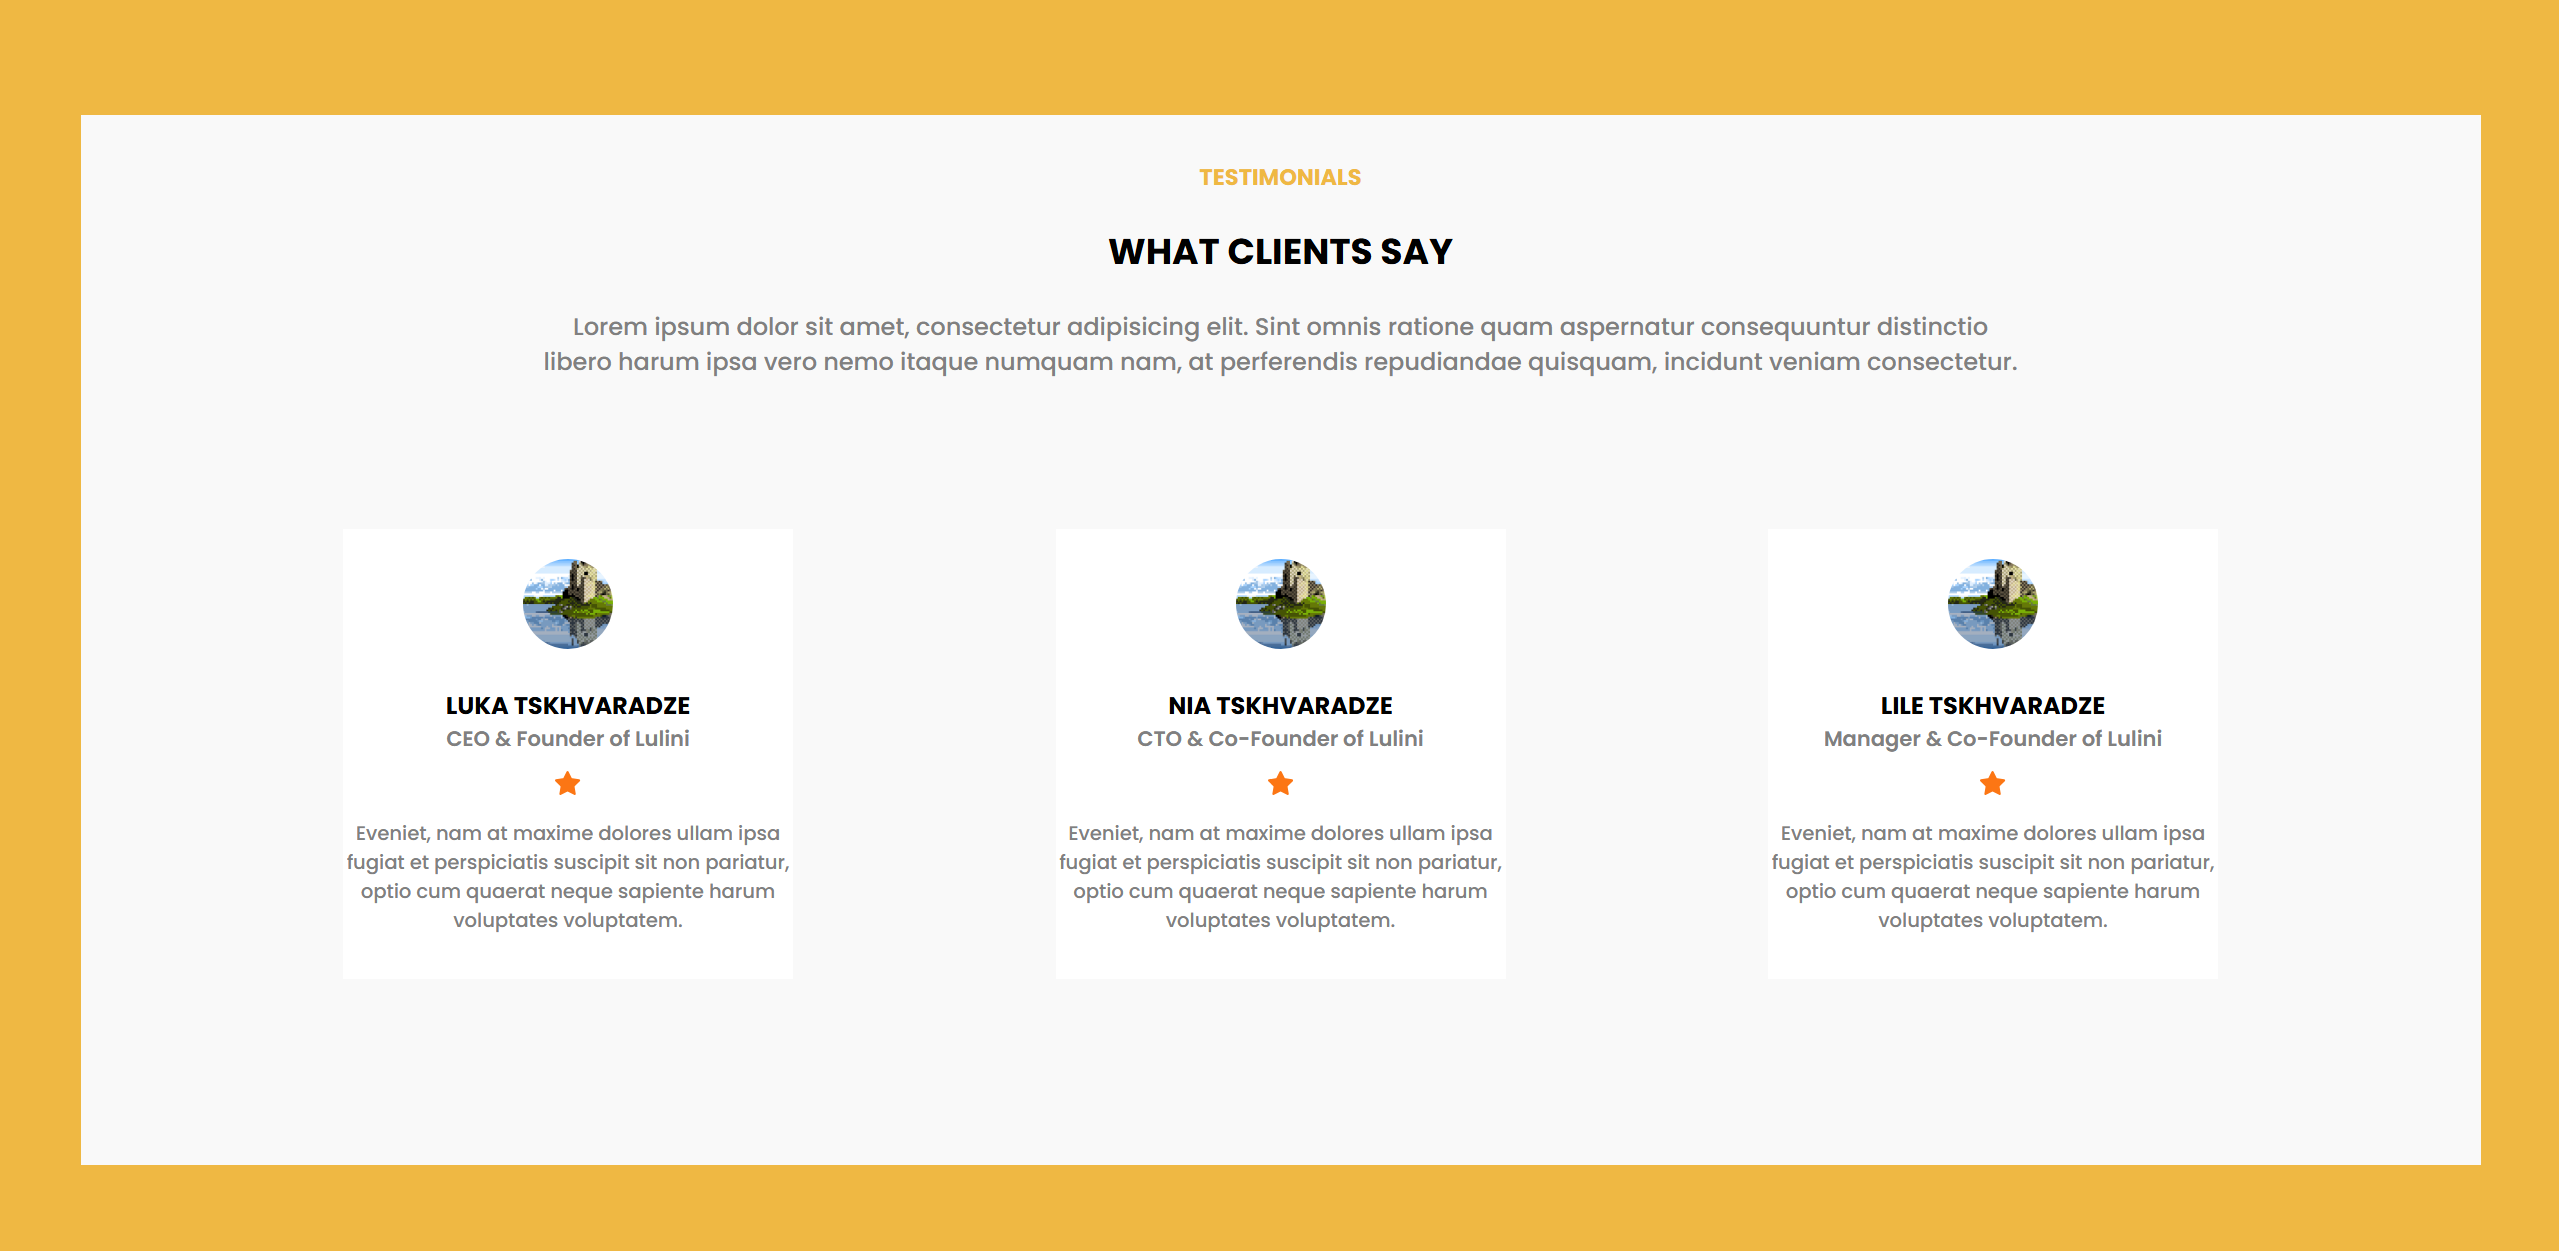 TESTIMONIALS
WHAT CLIENTS SAY
Lorem ipsum dolor sit amet, consectetur adipisicing elit. Sint omnis ratione quam aspernatur consequuntur distinctio
libero harum ipsa vero nemo itaque numquam nam, at perferendis repudiandae quisquam, incidunt veniam consectetur.
LUKA TSKHVARADZE
CEO & Founder of Lulini
Eveniet, nam at maxime dolores ullam ipsa
fugiat et perspiciatis suscipit sit non pariatur,
optio cum quaerat neque sapiente harum
voluptates voluptatem.
NIA TSKHVARADZE
CTO & Co-Founder of Lulini
Eveniet, nam at maxime dolores ullam ipsa
fugiat et perspiciatis suscipit sit non pariatur,
optio cum quaerat neque sapiente harum
voluptates voluptatem.
LILE TSKHVARADZE
Manager & Co-Founder of Lulini
Eveniet, nam at maxime dolores ullam ipsa
fugiat et perspiciatis suscipit sit non pariatur,
optio cum quaerat neque sapiente harum
voluptates voluptatem.